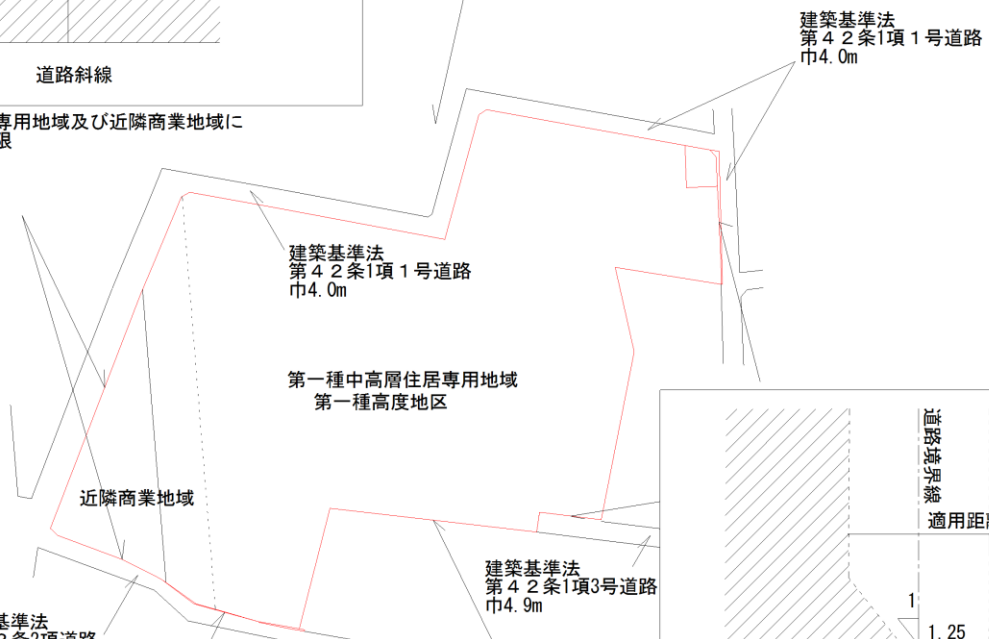 建築基準法
第４２条1項１号道路
巾4.0m
道路斜線
専用地域及び近隣商業地域に
限
建築基準法
第４２条1項１号道路
巾4.0m
第一種中高層住居専用地域
第一種高度地区
道路境界線
近隣商業地域
適用距
建築基準法
第４２条1項3号道路
巾4.9m
1
1.25
基準法
条2項道路